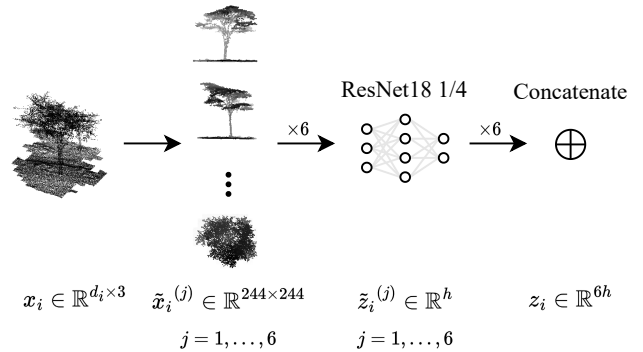 ResNet18 1/4
Concatenate
×6
×6
x_i ∈ ℝ^{d_i×3}
x̃_i^{(j)} ∈ ℝ^{244×244}
z̃_i^{(j)} ∈ ℝ^h
z_i ∈ ℝ^{6h}
j = 1, . . . , 6
j = 1, . . . , 6